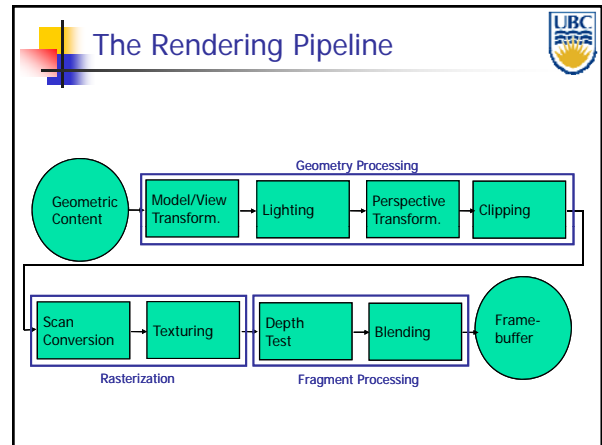 The Rendering Pipeline
UBC
Geometry Processing
Geometric
Content
Model/View
Transform.
Lighting
Perspective
Transform.
Clipping
Scan
Conversion
Texturing
Depth
Test
Blending
Frame-
buffer
Rasterization
Fragment Processing